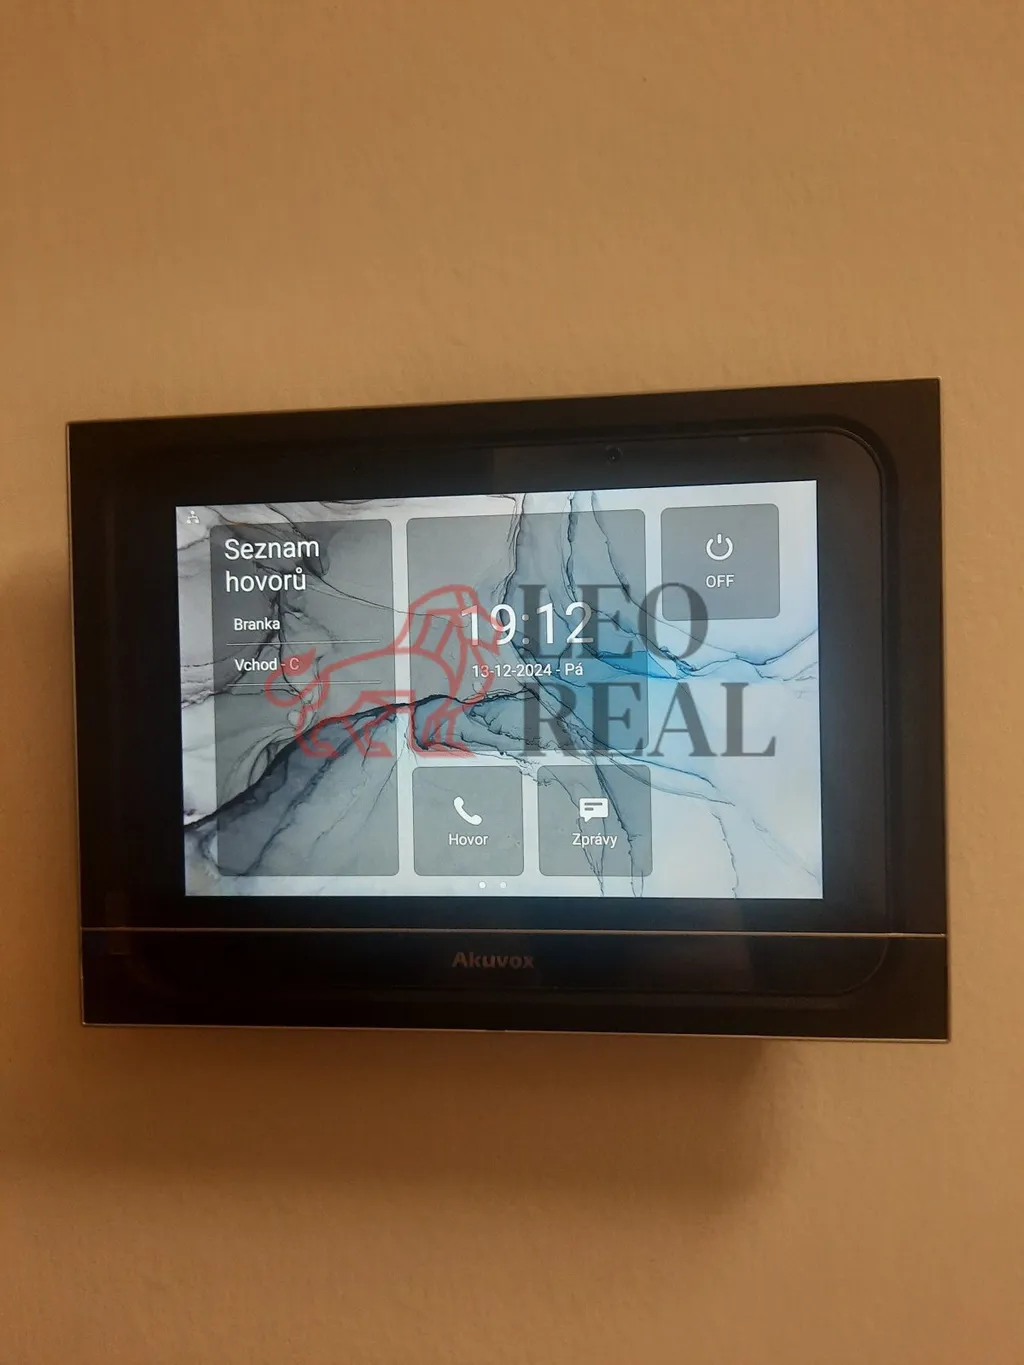 Seznam
hovorů
Branka
Vchod - C
19:12
13-12-2024 - Pá
OFF
Hovor
Zprávy
LEO
REAL
Akuvox